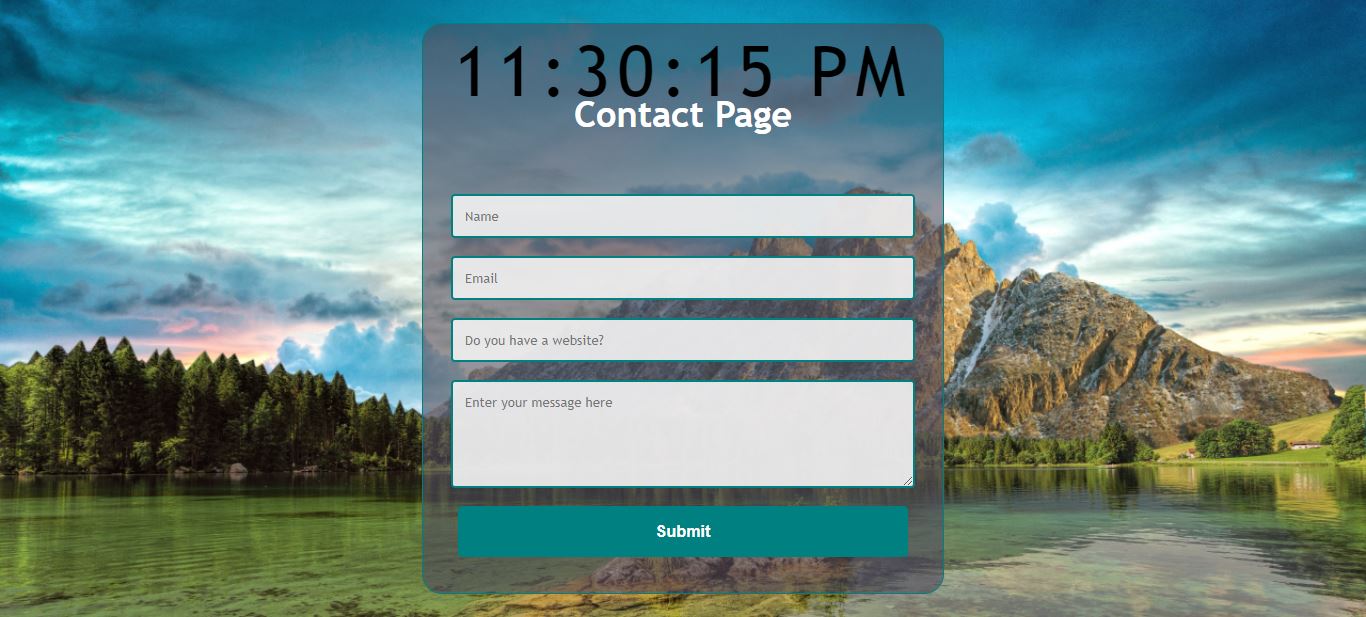 11:30:15 PM
Contact Page
Name
Email
Do you have a website?
Enter your message here
Submit